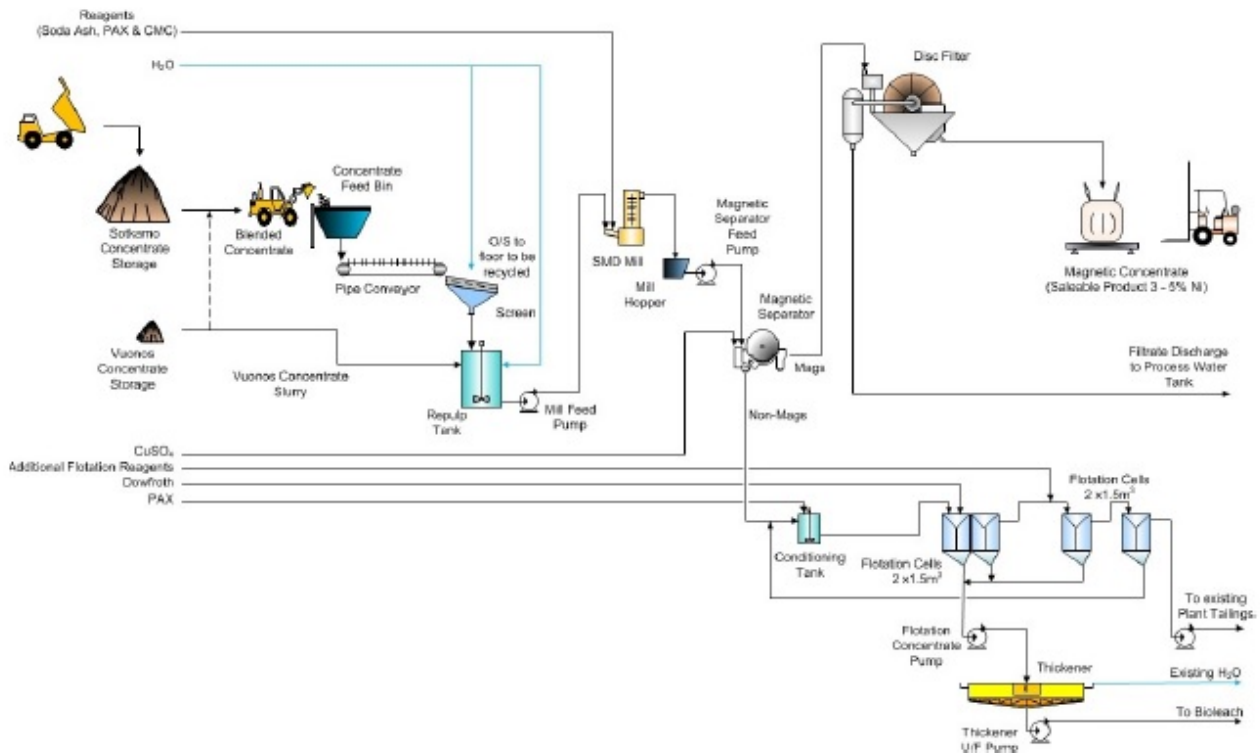 Reagents
(Soda Ash, PAX & CMC)
H₂O
Disc Filter
Concentrate
Feed Bin
Sotkamo
Concentrate
Storage
Blended
Concentrate
O/S to
floor to be
recycled
Pipe Conveyor
Screen
SMD Mill
Mill
Hopper
Magnetic
Separator
Feed
Pump
Magnetic
Separator
Mags
Magnetic Concentrate
(Saleable Product 3 - 5% Ni)
Vuonos
Concentrate
Storage
Vuonos Concentrate
Slurry
Repulp
Tank
Mill Feed
Pump
Non-Mags
Filtrate Discharge
to Process Water
Tank
CuSO₄
Additional Flotation Reagents
Dowfroth
PAX
Conditioning
Tank
Flotation Cells
2 x1.5m³
Flotation Cells
2 x1.5m³
To existing
Plant Tailings.
Flotation
Concentrate
Pump
Thickener
Existing H₂O
To Bioleach
Thickener
U/F Pump